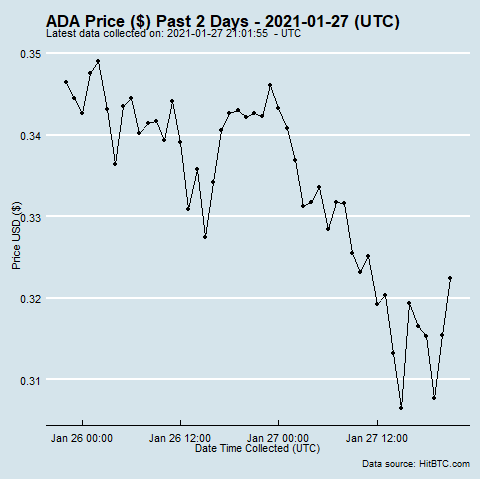 ADA Price ($) Past 2 Days - 2021-01-27 (UTC)
Latest data collected on: 2021-01-27 21:01:55 - UTC
0.35
0.34
0.33
0.32
0.31
Price USD ($)
Jan 26 00:00 Jan 26 12:00 Jan 27 00:00 Jan 27 12:00
Date Time Collected (UTC)
Data source: HitBTC.com